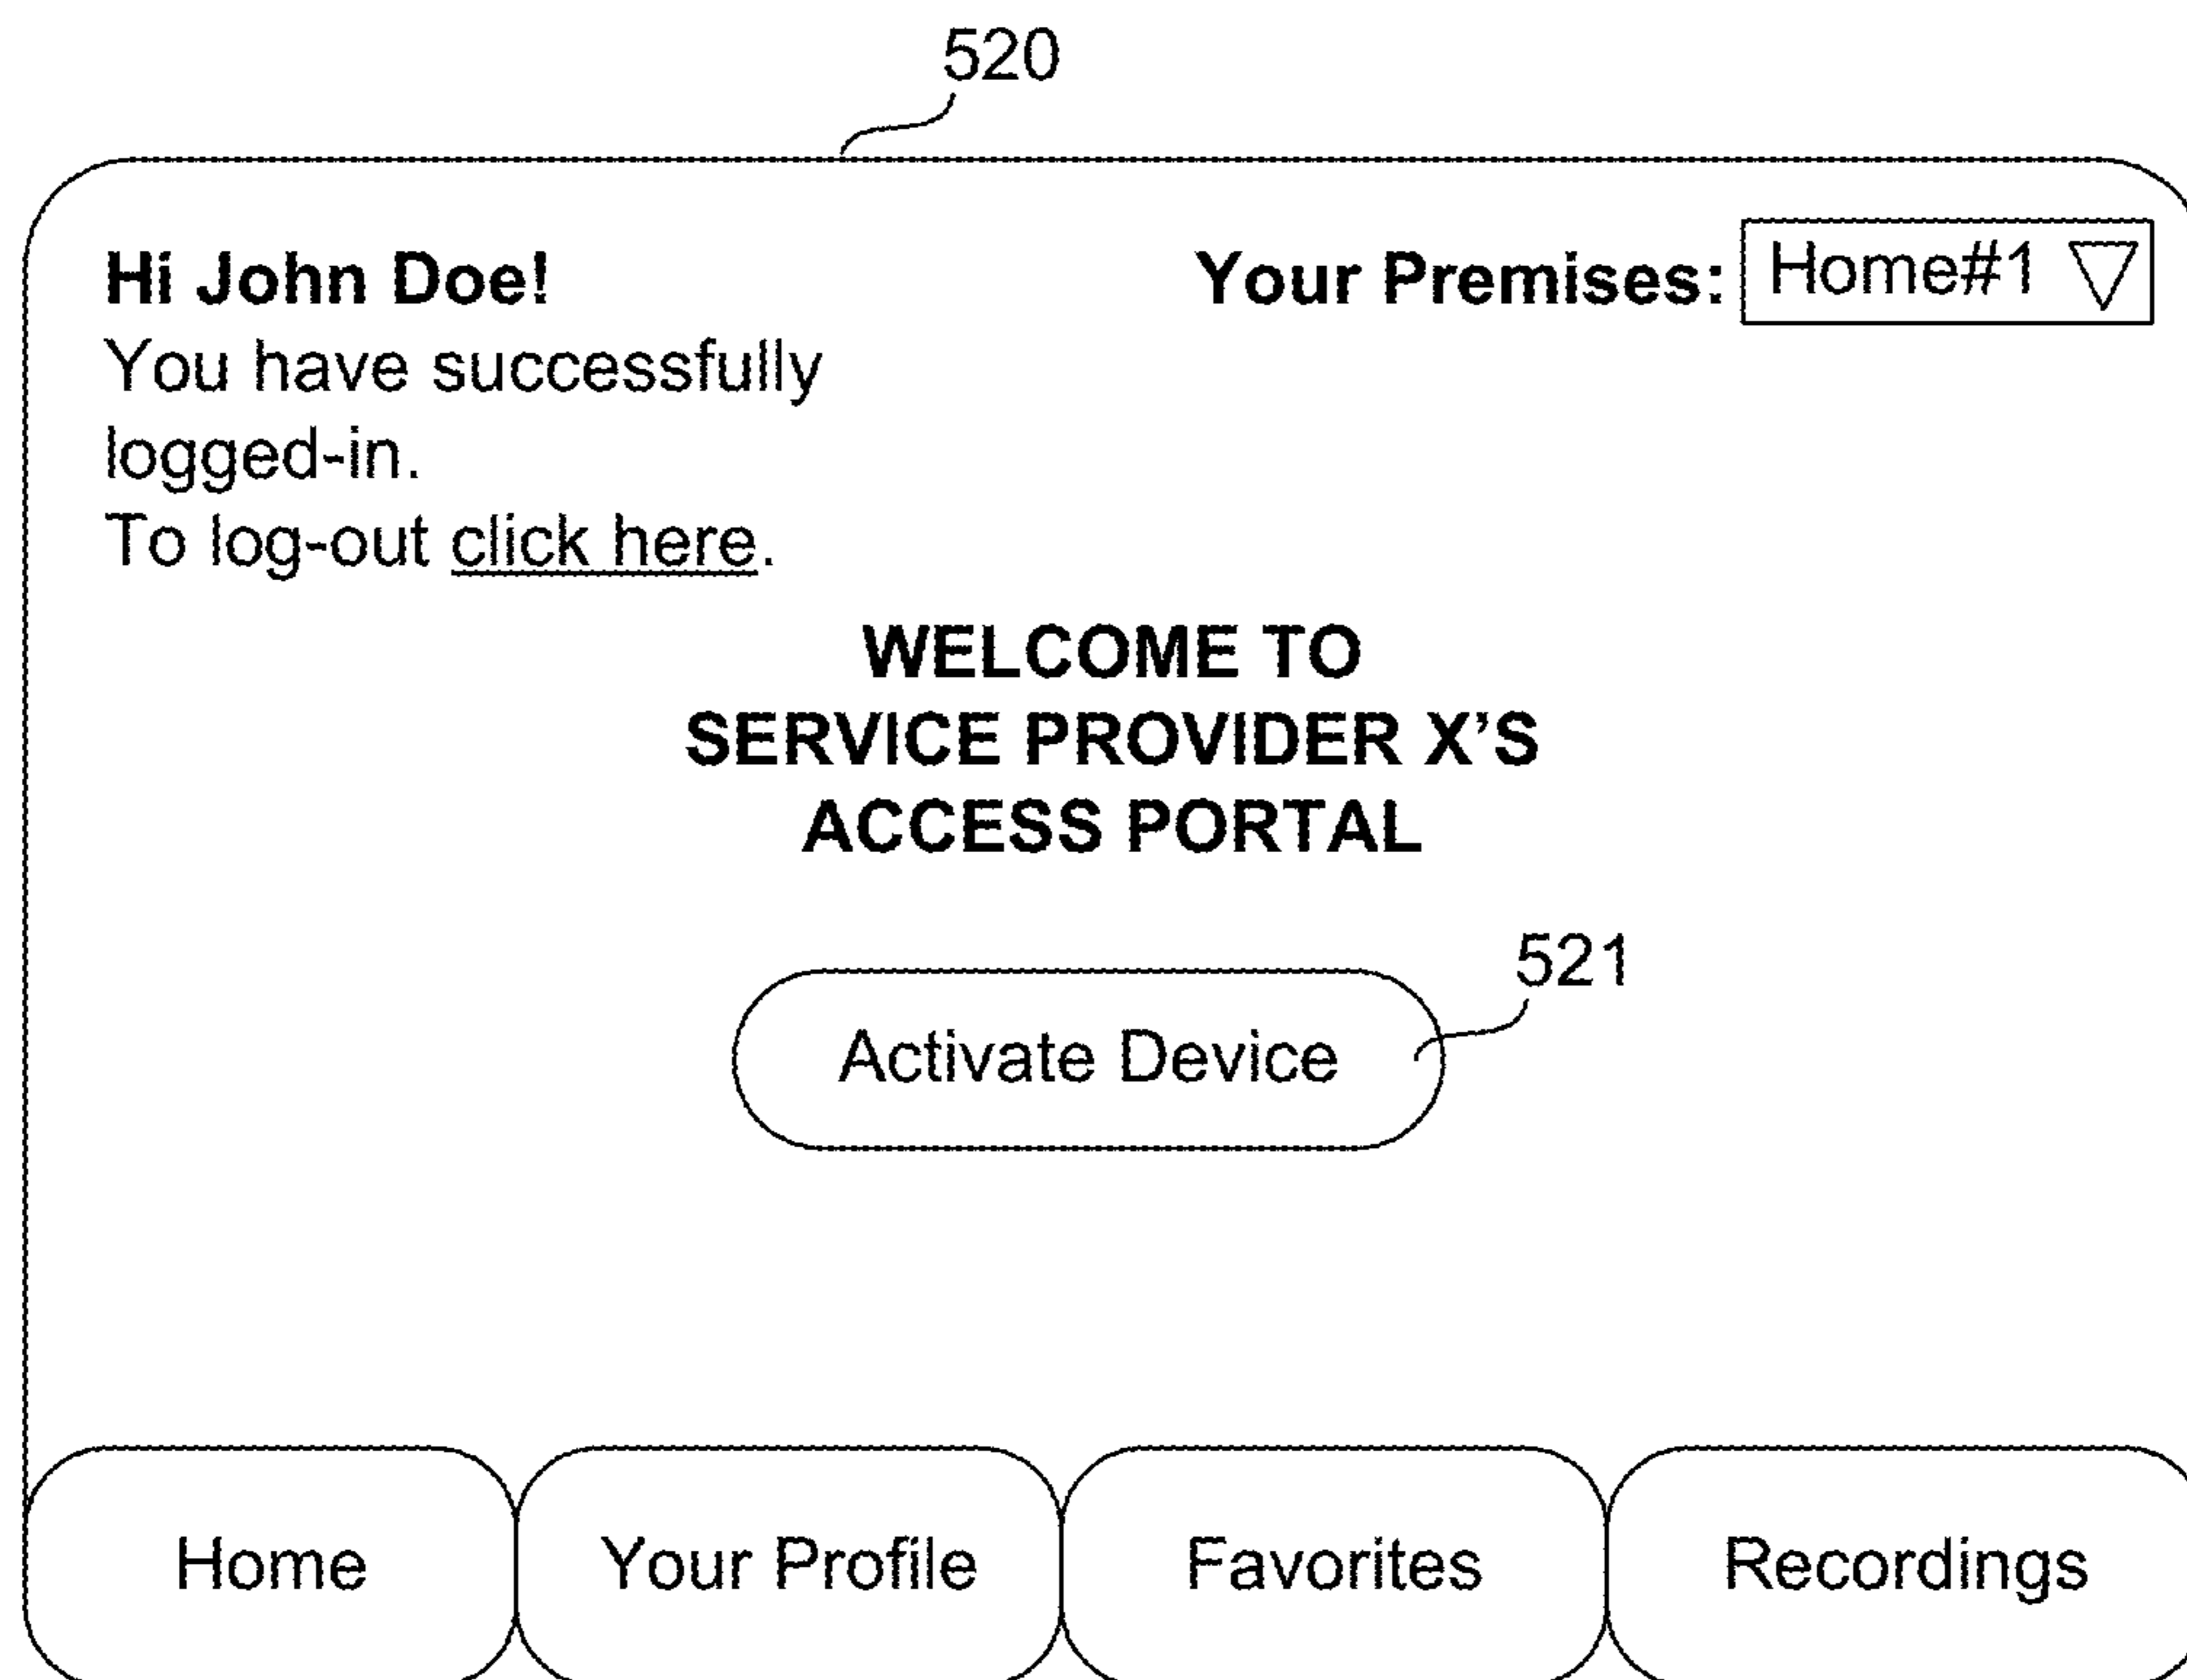 520
Hi John Doe!
Your Premises: Home#1
You have successfully
logged-in.
To log-out click here.
WELCOME TO
SERVICE PROVIDER X’S
ACCESS PORTAL
521
Activate Device
Home
Your Profile
Favorites
Recordings